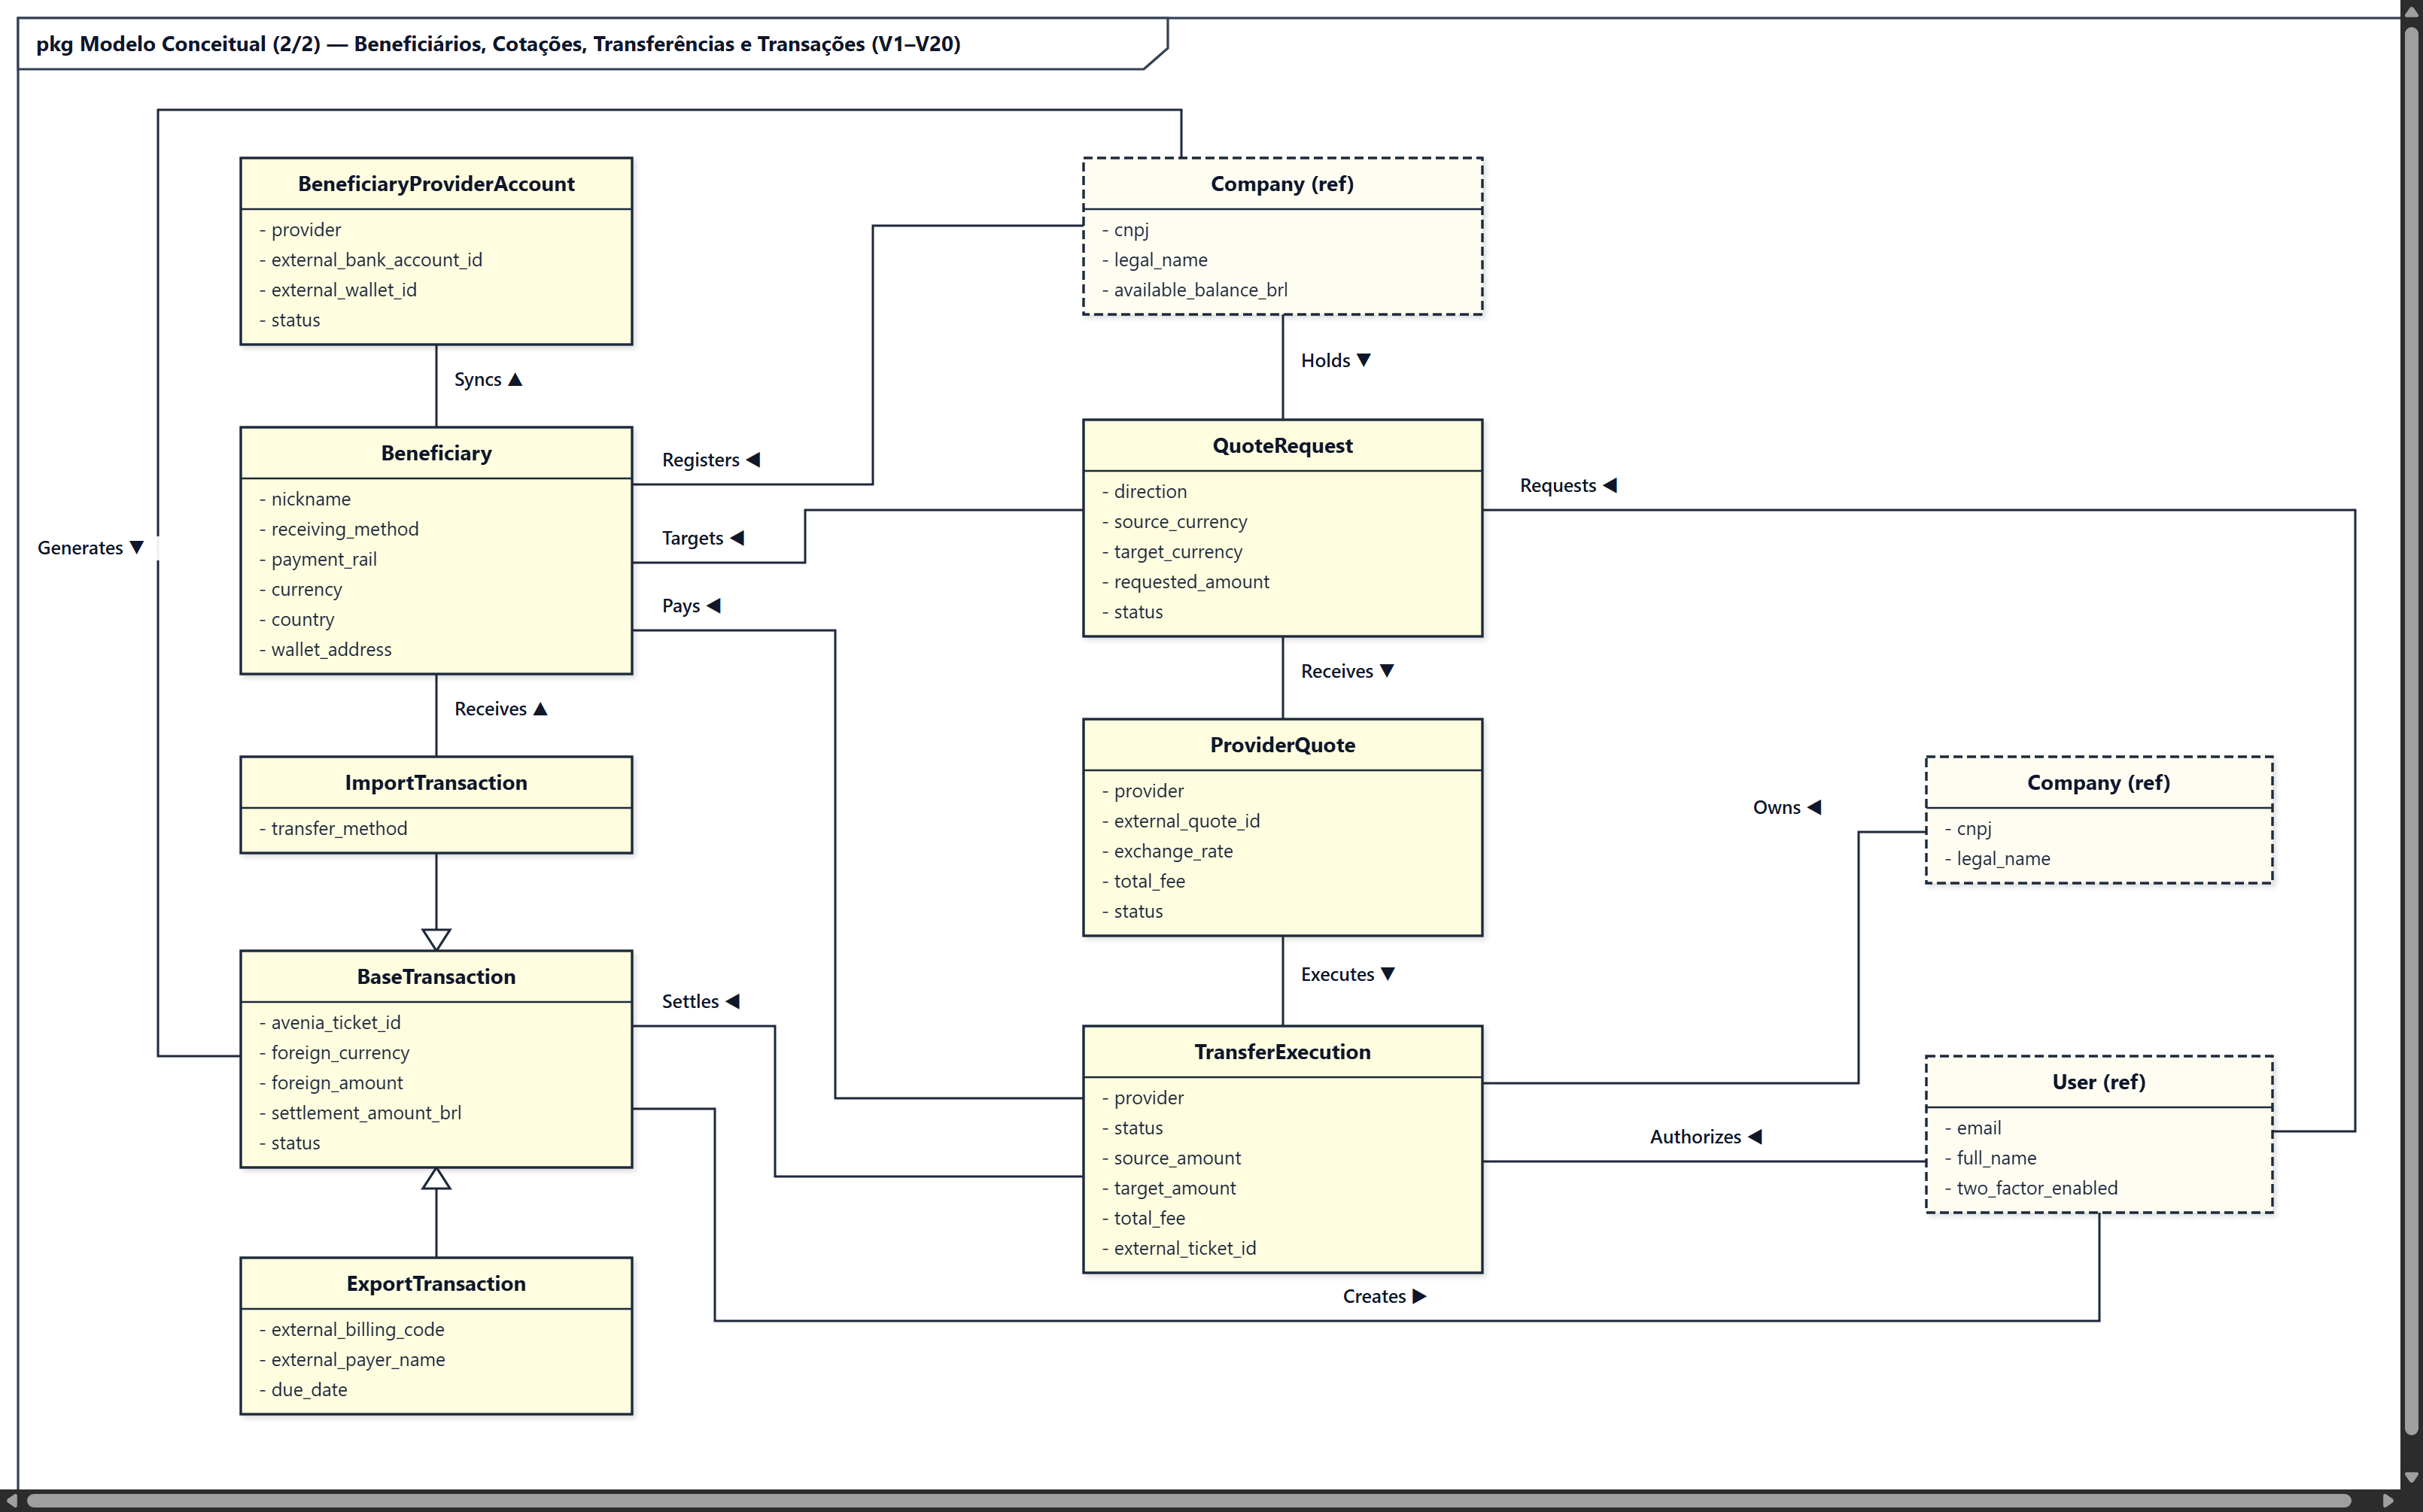 pkg Modelo Conceitual (2/2) — Beneficiários, Cotações, Transferências e Transações (V1–V20)
BeneficiaryProviderAccount
- provider
- external_bank_account_id
- external_wallet_id
- status
Company (ref)
- cnpj
- legal_name
- available_balance_brl
Syncs ▲
Holds ▼
Beneficiary
- nickname
- receiving_method
- payment_rail
- currency
- country
- wallet_address
Registers ◀
Targets ◀
Pays ◀
Generates ▼
QuoteRequest
- direction
- source_currency
- target_currency
- requested_amount
- status
Requests ◀
Receives ▲
Receives ▼
ImportTransaction
- transfer_method
ProviderQuote
- provider
- external_quote_id
- exchange_rate
- total_fee
- status
Owns ◀
Company (ref)
- cnpj
- legal_name
BaseTransaction
- avenia_ticket_id
- foreign_currency
- foreign_amount
- settlement_amount_brl
- status
Settles ◀
Executes ▼
TransferExecution
- provider
- status
- source_amount
- target_amount
- total_fee
- external_ticket_id
Authorizes ◀
User (ref)
- email
- full_name
- two_factor_enabled
Creates ▶
ExportTransaction
- external_billing_code
- external_payer_name
- due_date